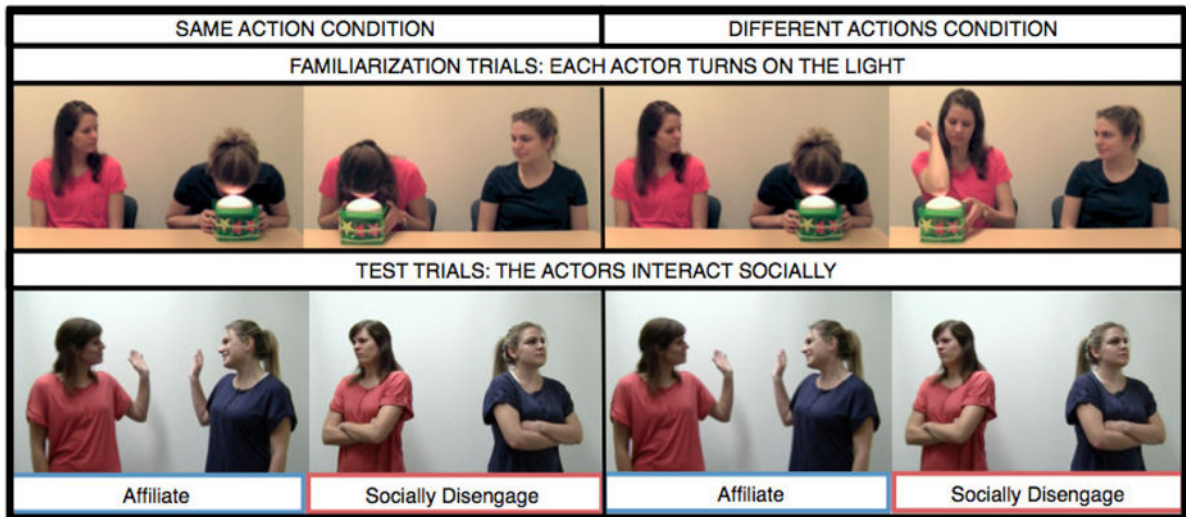 SAME ACTION CONDITION
DIFFERENT ACTIONS CONDITION
FAMILIARIZATION TRIALS: EACH ACTOR TURNS ON THE LIGHT
TEST TRIALS: THE ACTORS INTERACT SOCIALLY
Affiliate
Socially Disengage
Affiliate
Socially Disengage